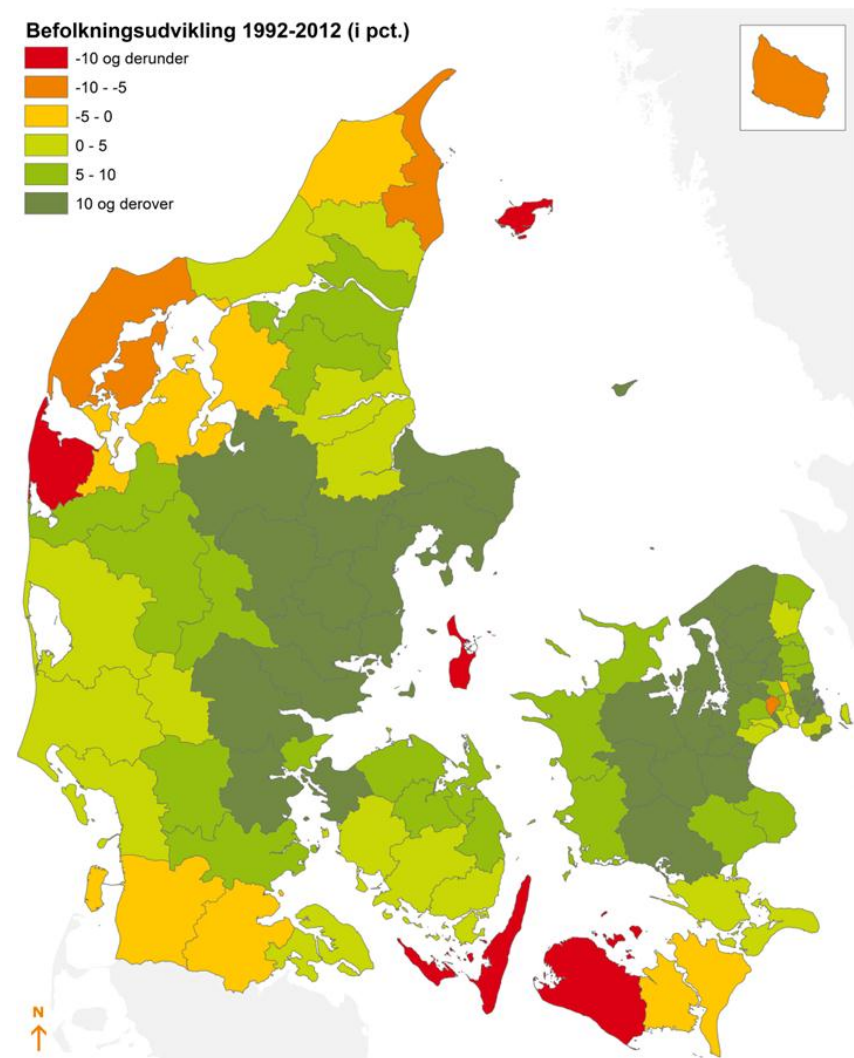 Befolkningsudvikling 1992-2012 (i pct.)
-10 og derunder
-10 - -5
-5 - 0
0 - 5
5 - 10
10 og derover
N